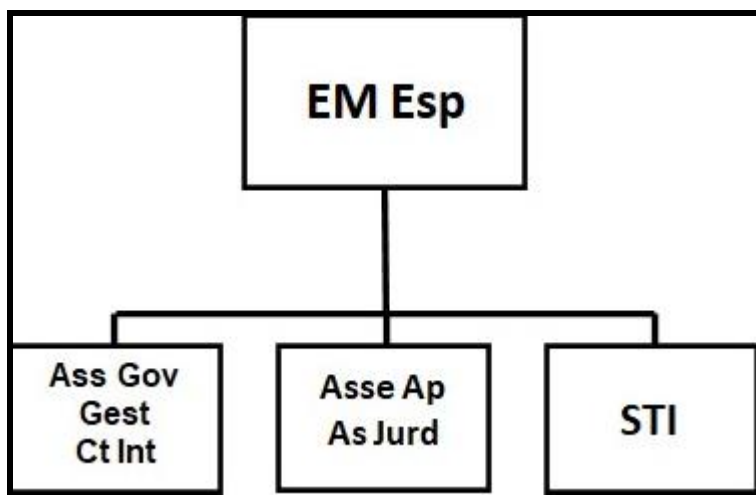 EM Esp
Ass Gov
Gest
Ct Int
Asse Ap
As Jurd
STI